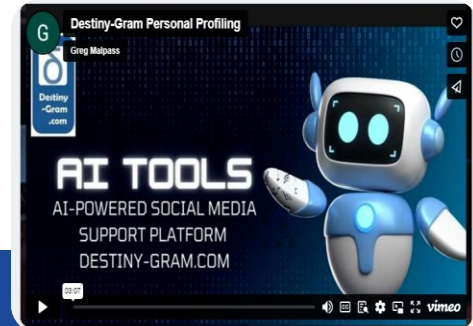 G
Destiny-Gram Personal Profiling
Greg Malpass
Destiny
-Gram
.com
AI TOOLS
AI-POWERED SOCIAL MEDIA
SUPPORT PLATFORM
DESTINY-GRAM.COM
03:07
CC
vimeo